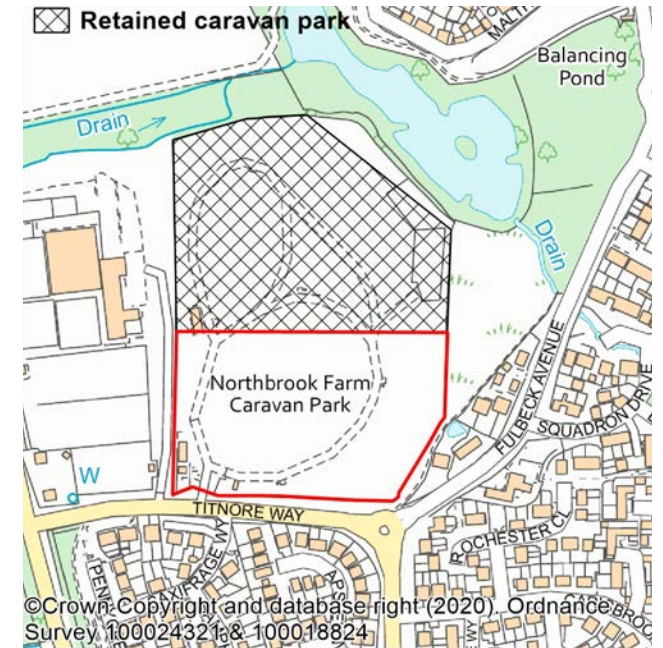 Retained caravan park
Balancing
Pond
Drain
Drain
Northbrook Farm
Caravan Park
FULBECK AVENUE
SQUADRON DRIVE
W
TITNORE WAY
ROCHESTER CL
©Crown Copyright and database right (2020). Ordnance
Survey 100024321 & 100018824